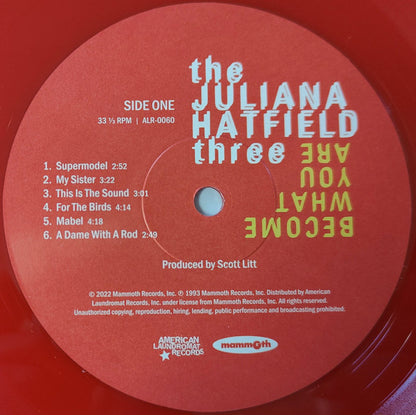 the
JULIANA
HATFIELD
three
BECOME
WHAT
YOU
ARE
SIDE ONE
33 ⅓ RPM | ALR-0060
1. Supermodel 2:52
2. My Sister 3:22
3. This Is The Sound 3:01
4. For The Birds 4:14
5. Mabel 4:18
6. A Dame With A Rod 2:49
Produced by Scott Litt
© 2022 Mammoth Records, Inc. ℗ 1993 Mammoth Records, Inc. Distributed by American
Laundromat Records, under license from Mammoth Records, Inc. All rights reserved.
Unauthorized copying, reproduction, hiring, lending, public performance and broadcasting prohibited.
AMERICAN
LAUNDROMAT
RECORDS
mammoth